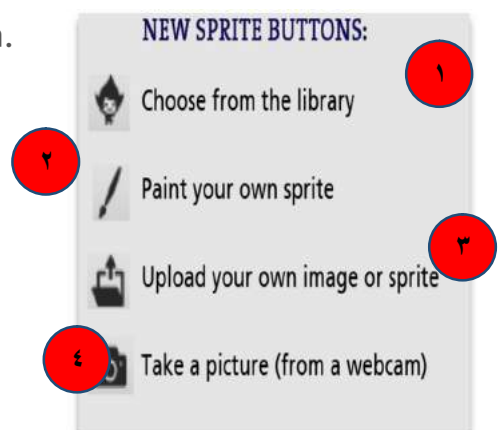 .
NEW SPRITE BUTTONS:
١
Choose from the library
٢
Paint your own sprite
٣
Upload your own image or sprite
٤
Take a picture (from a webcam)